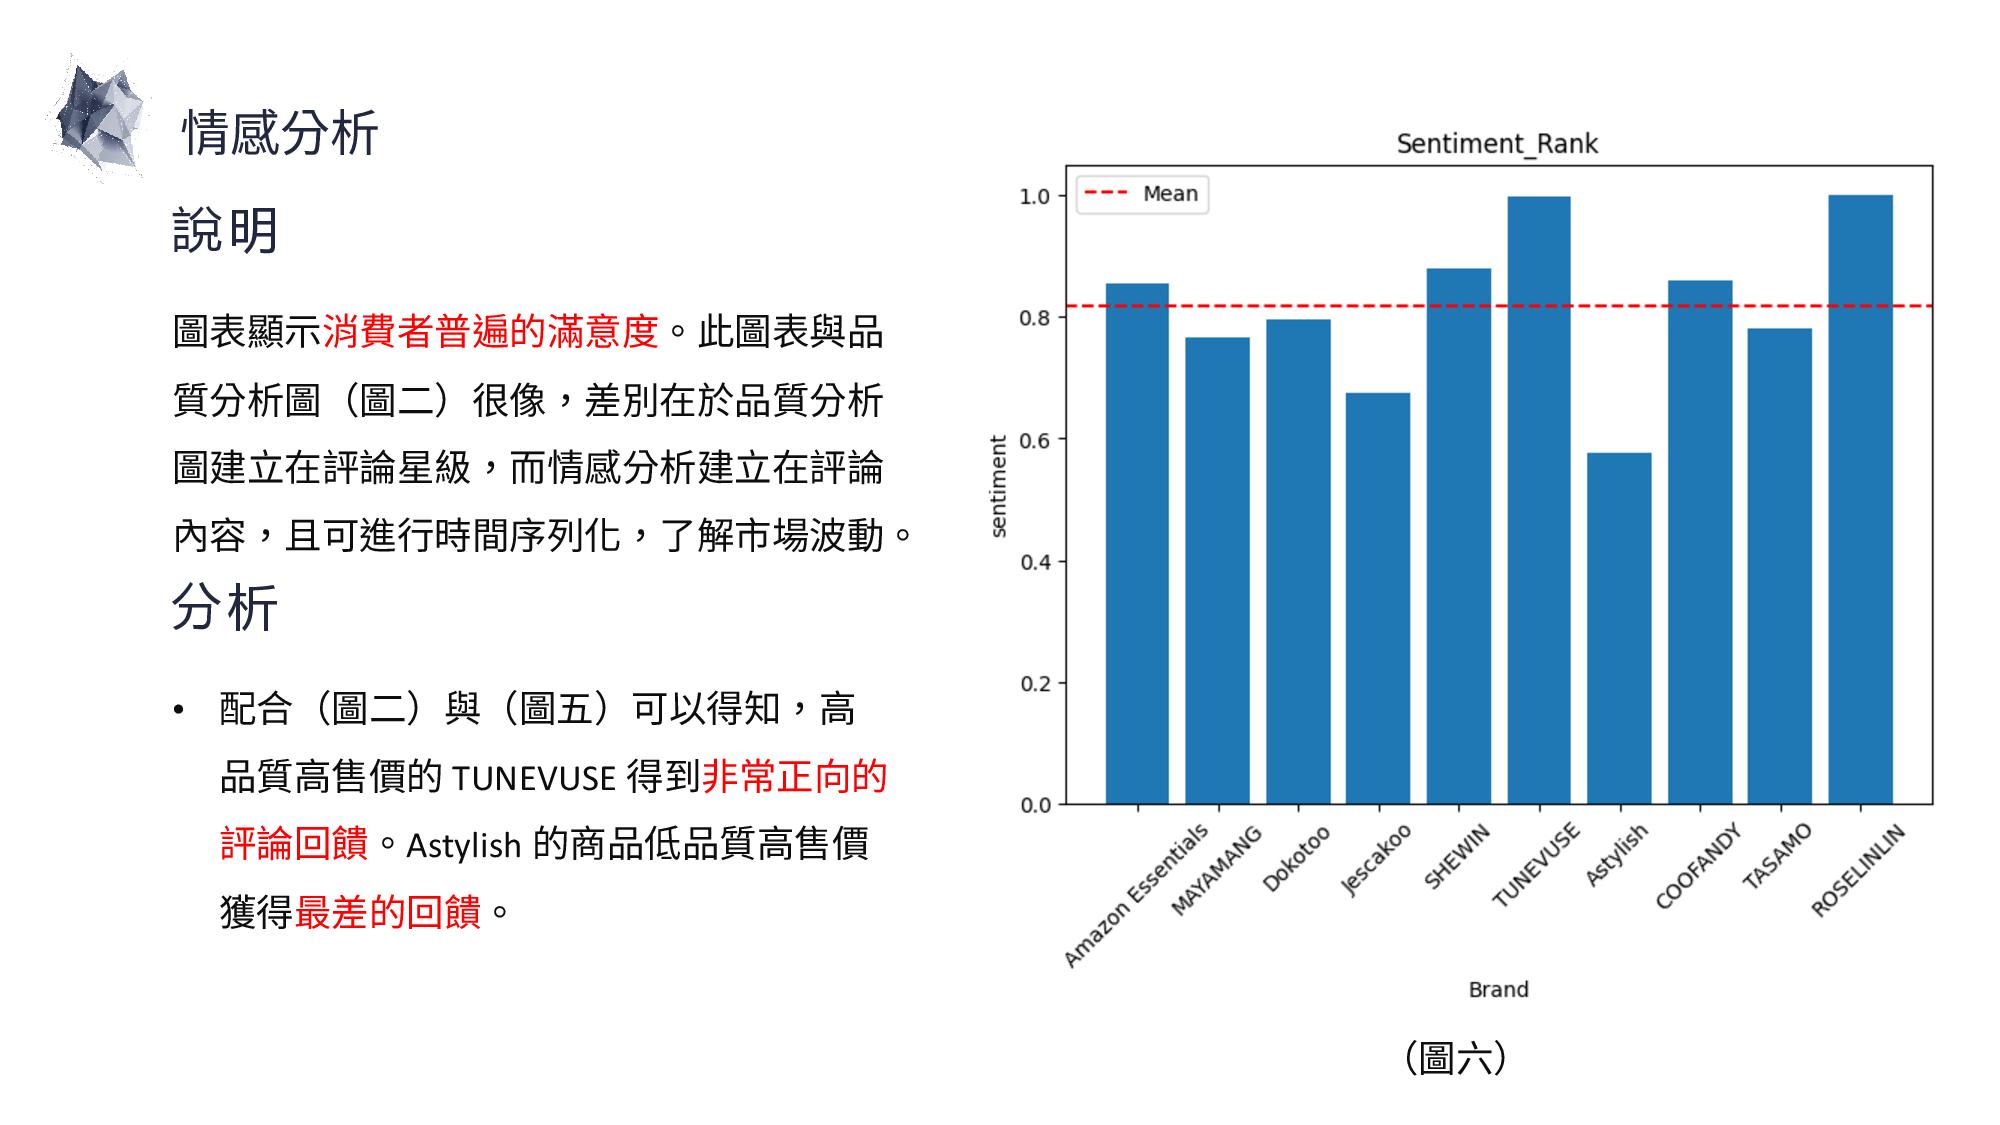 情感分析
說明
圖表顯示消費者普遍的滿意度。此圖表與品
質分析圖（圖二）很像，差別在於品質分析
圖建立在評論星級，而情感分析建立在評論
內容，且可進行時間序列化，了解市場波動。
分析
• 配合（圖二）與（圖五）可以得知，高
品質高售價的 TUNEVUSE 得到非常正向的
評論回饋。Astylish 的商品低品質高售價
獲得最差的回饋。
Sentiment_Rank
Mean
1.0
0.8
0.6
0.4
0.2
0.0
sentiment
Amazon Essentials
MAYAMANG
Dokotoo
Jescakoo
SHEWIN
TUNEVUSE
Astylish
COOFANDY
TASAMO
ROSELINLIN
Brand
（圖六）